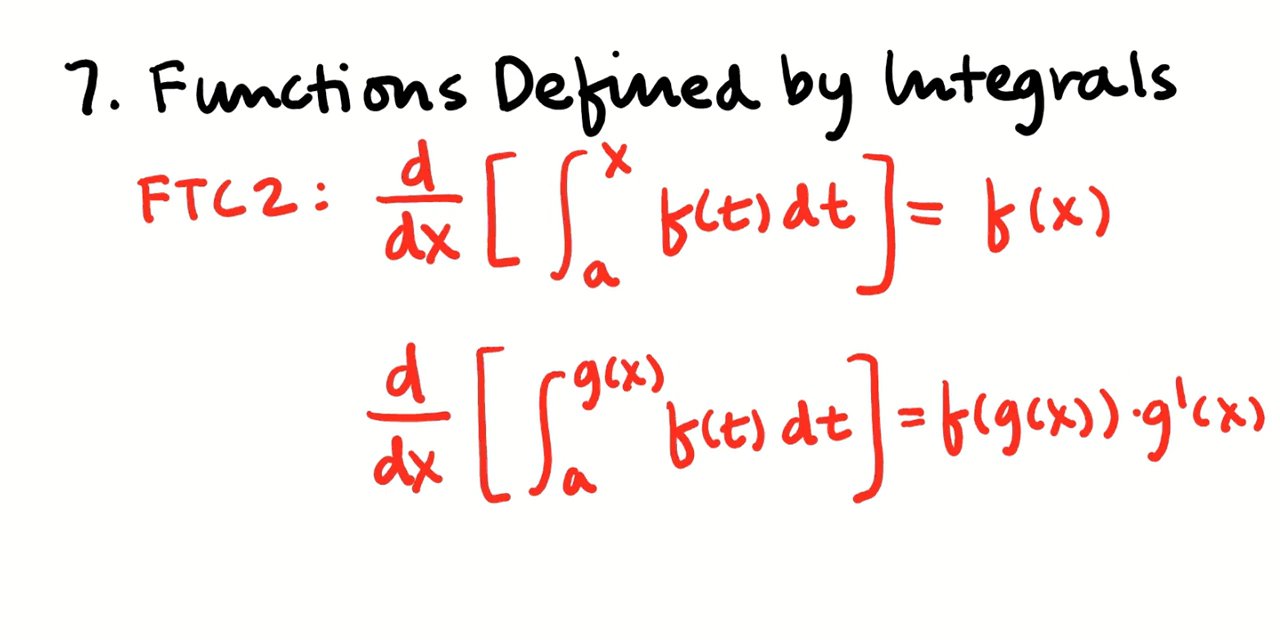 7. Functions Defined by Integrals
FTC2: d/dx [∫_a^x f(t) dt] = f(x)
d/dx [∫_a^g(x) f(t) dt] = f(g(x)) · g'(x)